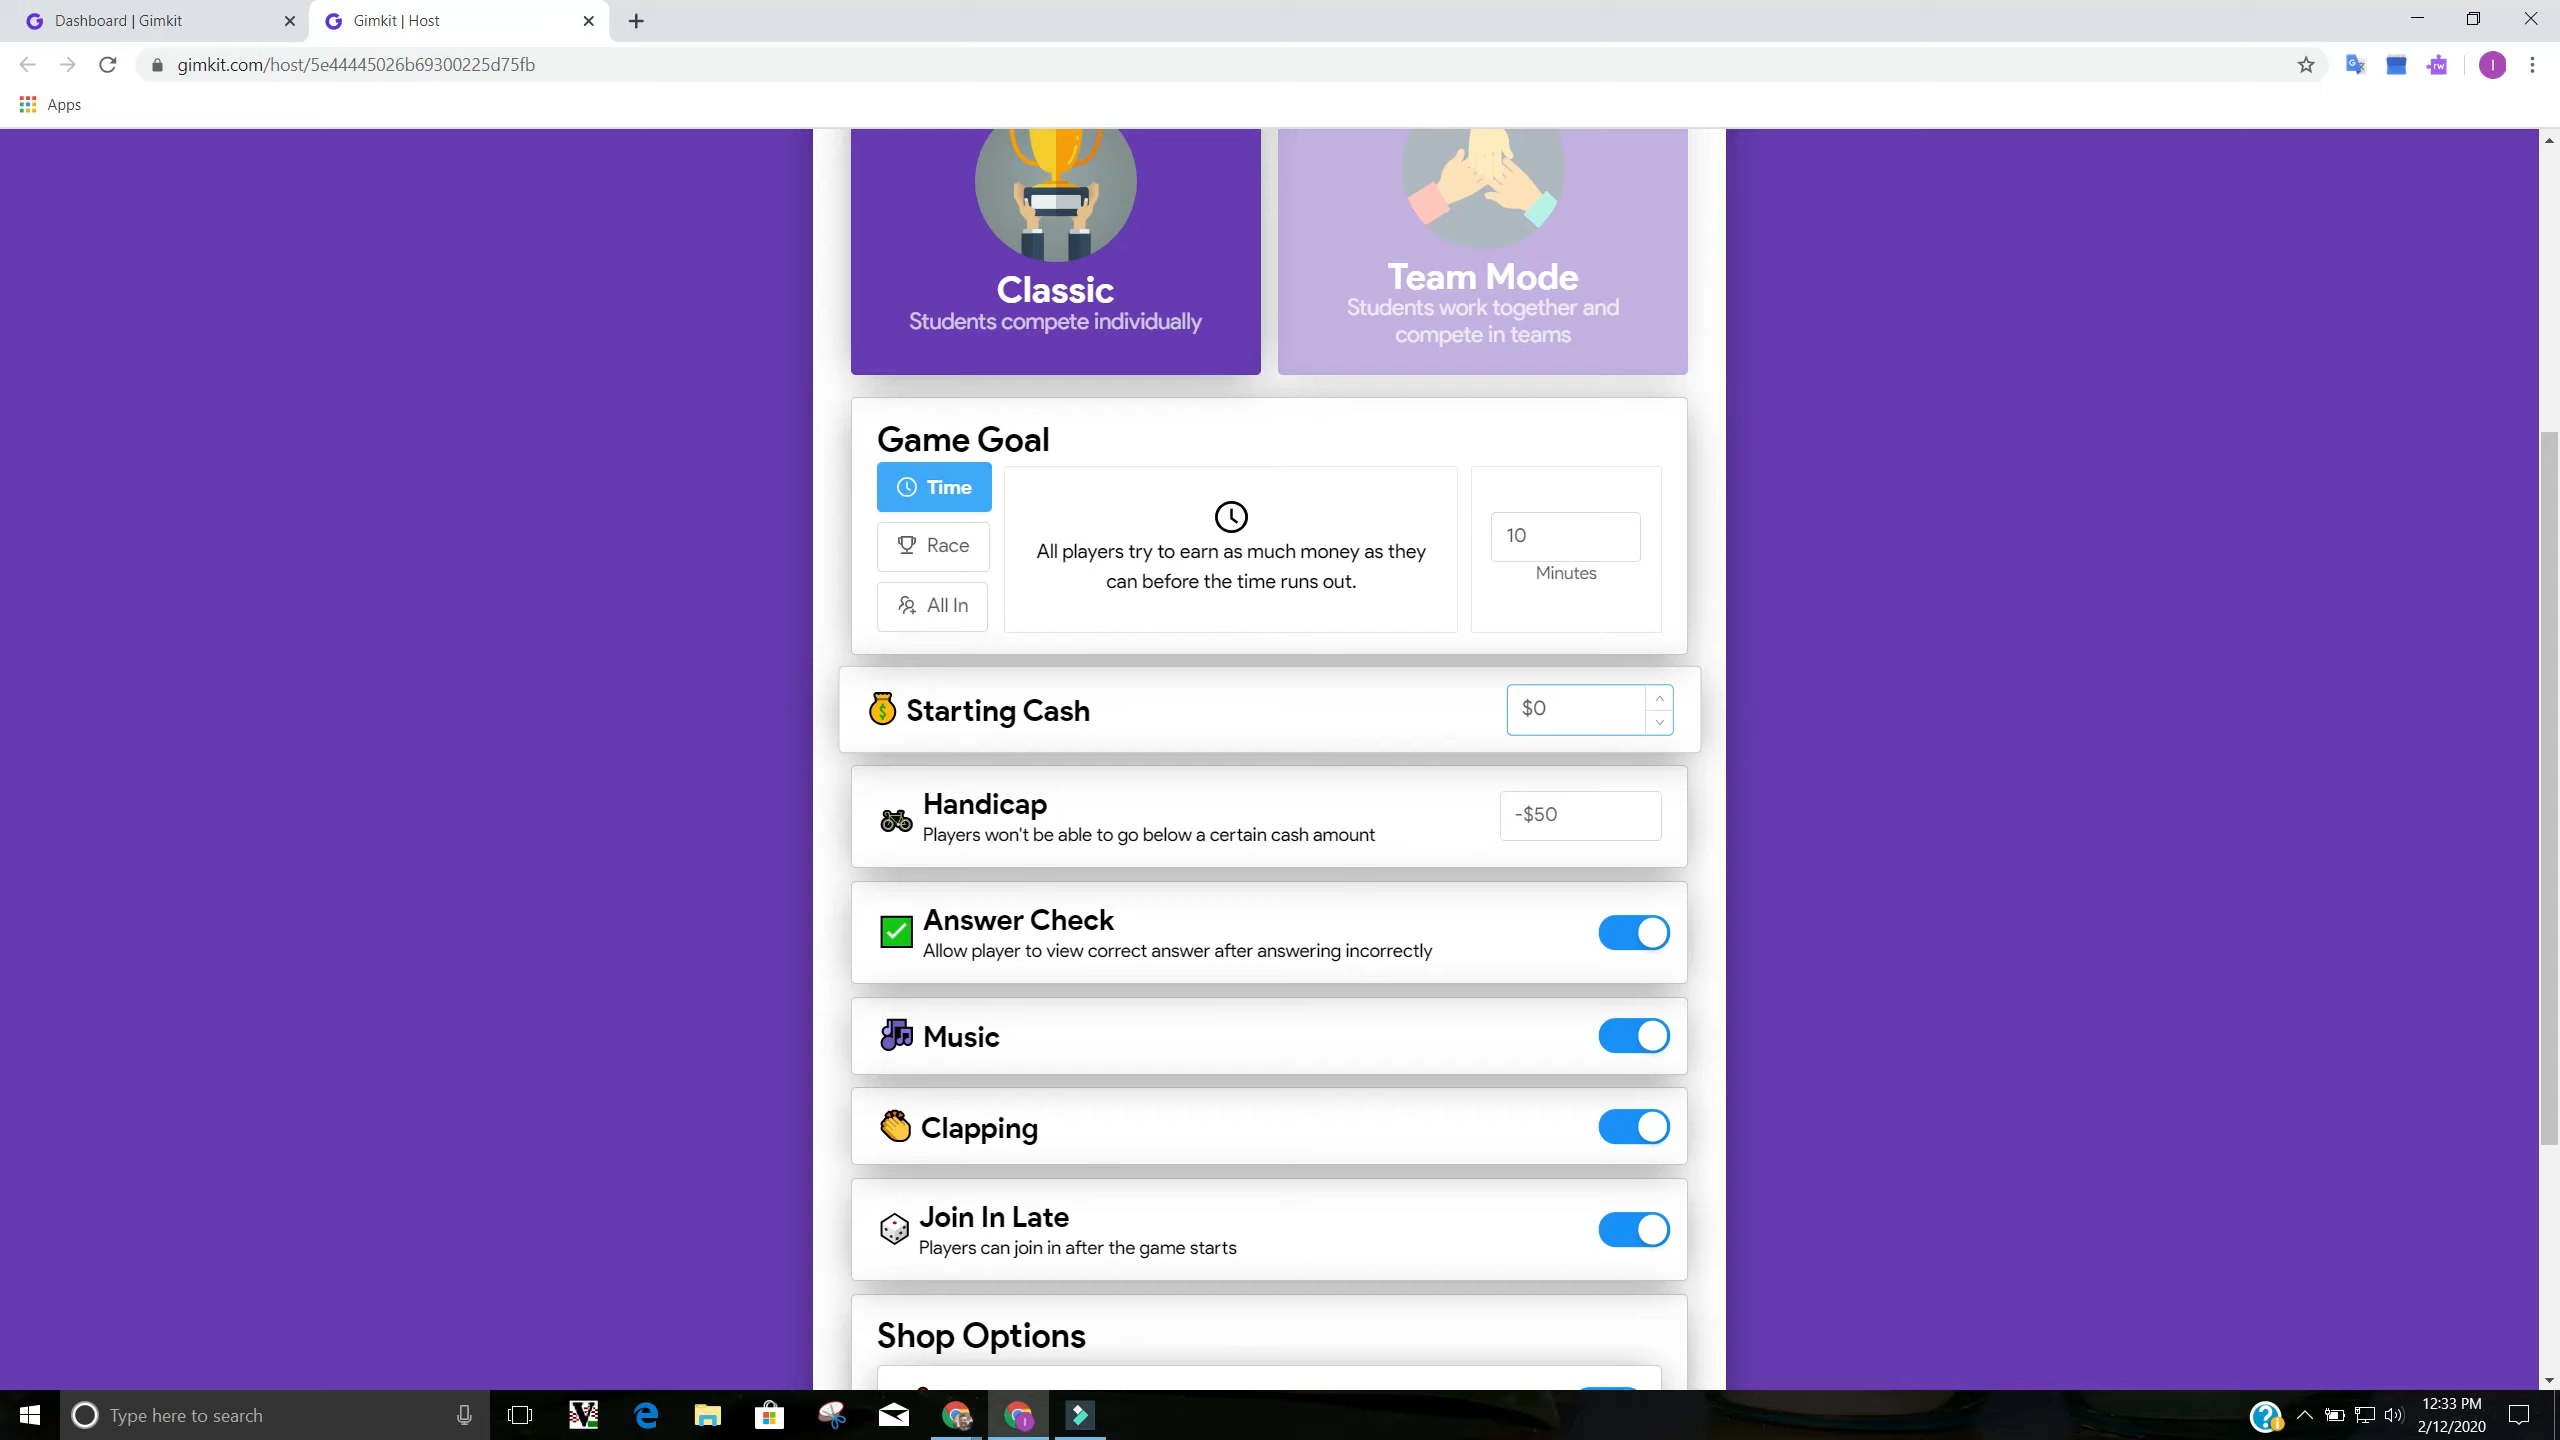 Dashboard | Gimkit
Gimkit | Host
gimkit.com/host/5e44445026b69300225d75fb
Apps
Classic
Students compete individually
Team Mode
Students work together and
compete in teams
Game Goal
Time
Race
All In
All players try to earn as much money as they
can before the time runs out.
10
Minutes
Starting Cash
$0
Handicap
Players won't be able to go below a certain cash amount
-$50
Answer Check
Allow player to view correct answer after answering incorrectly
Music
Clapping
Join In Late
Players can join in after the game starts
Shop Options
Type here to search
12:33 PM
2/12/2020